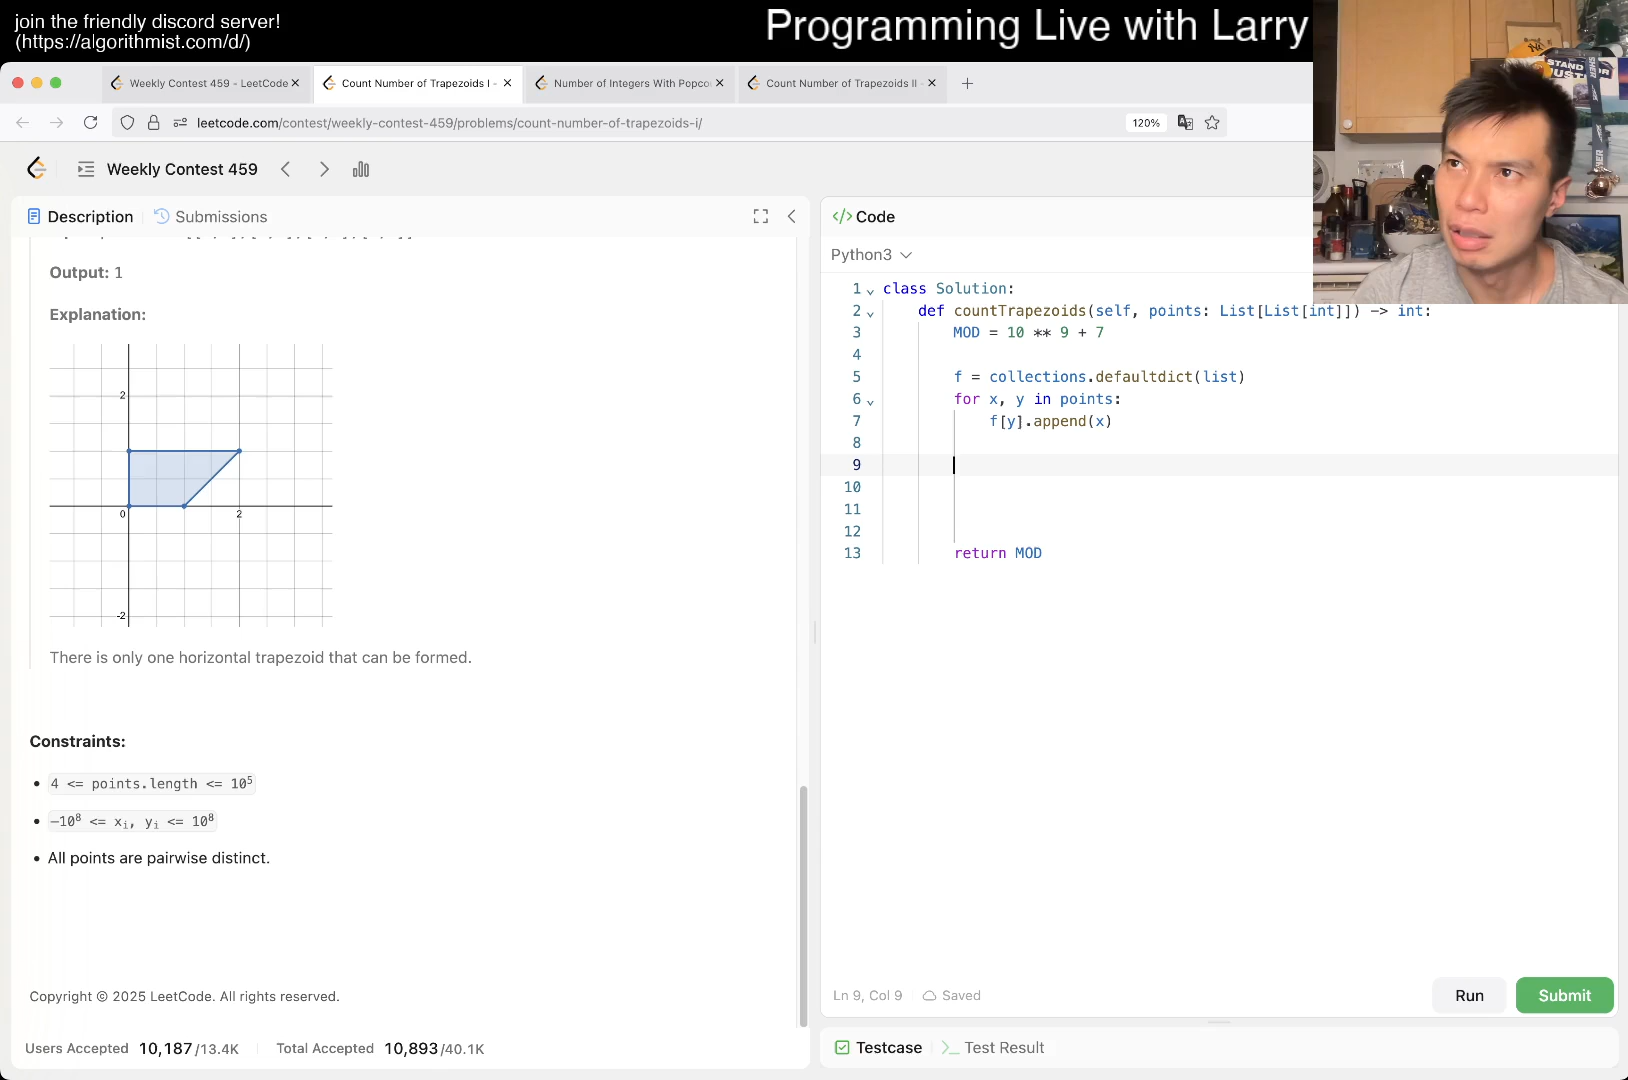 join the friendly discord server!
(https://algorithmist.com/d/)
Programming Live with Larry
Weekly Contest 459 - LeetCode
Count Number of Trapezoids I -
Number of Integers With Popco
Count Number of Trapezoids II -
leetcode.com/contest/weekly-contest-459/problems/count-number-of-trapezoids-i/
120%
Weekly Contest 459
Description
Submissions
Output: 1
Explanation:
2
0
2
-2
There is only one horizontal trapezoid that can be formed.
Constraints:
• 4 <= points.length <= 10⁵
• –10⁸ <= xᵢ, yᵢ <= 10⁸
• All points are pairwise distinct.
Copyright © 2025 LeetCode. All rights reserved.
Users Accepted 10,187/13.4K
Total Accepted 10,893/40.1K
</> Code
Python3
1 class Solution:
2 def countTrapezoids(self, points: List[List[int]]) -> int:
3 MOD = 10 ** 9 + 7
4
5 f = collections.defaultdict(list)
6 for x, y in points:
7 f[y].append(x)
8
9
10
11
12
13 return MOD
Ln 9, Col 9
Saved
Run
Submit
Testcase
Test Result